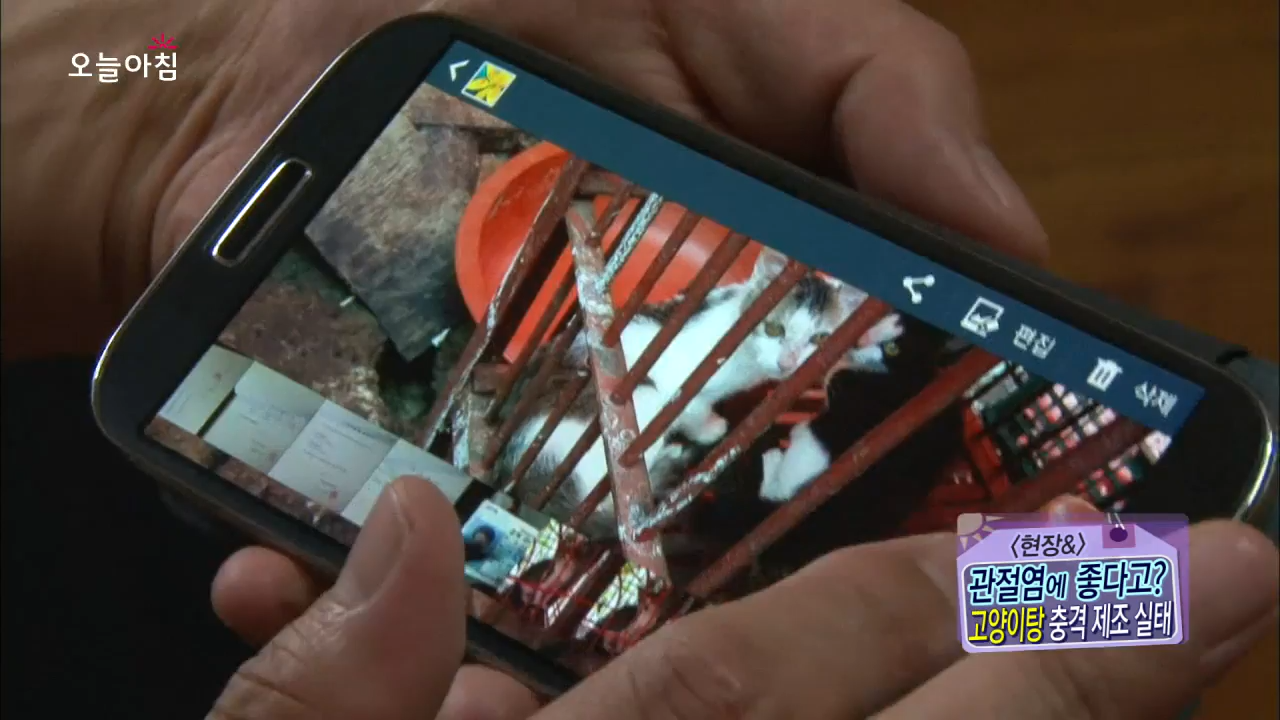 오늘아침
편집
삭제
〈현장&〉
관절염에 좋다고?
고양이탕 충격 제조 실태